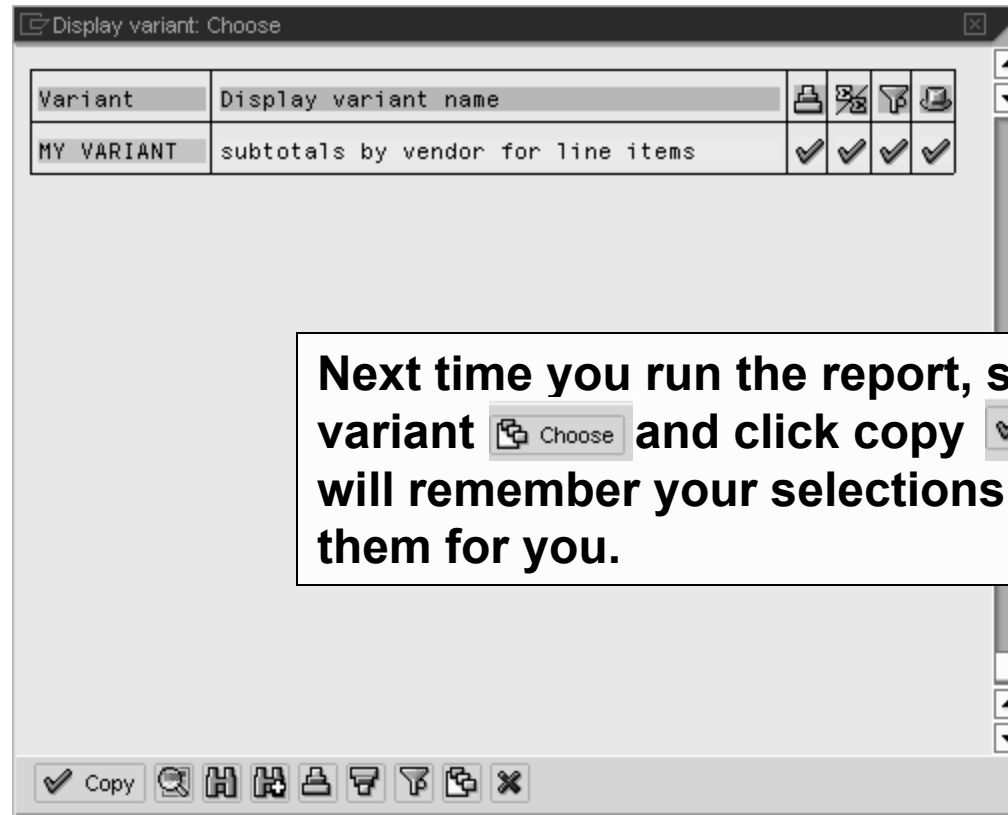 Display variant: Choose
Variant Display variant name
MY VARIANT subtotals by vendor for line items
Next time you run the report, s
variant Choose and click copy
will remember your selections
them for you.
Copy